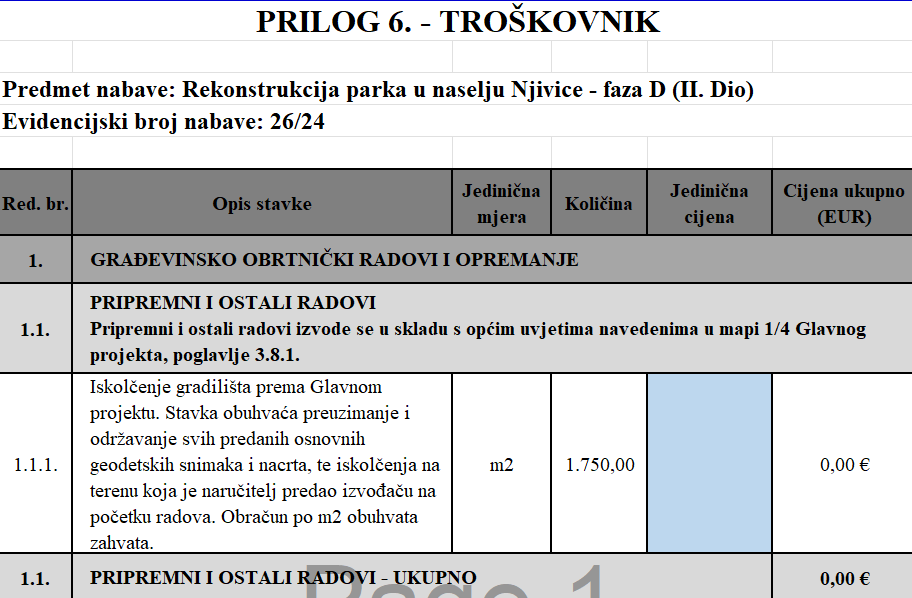 PRILOG 6. - TROŠKOVNIK
Predmet nabave: Rekonstrukcija parka u naselju Njivice - faza D (II. Dio)
Evidencijski broj nabave: 26/24
Red. br.
Opis stavke
Jedinična
mjera
Količina
Jedinična
cijena
Cijena ukupno
(EUR)
1.
GRAĐEVINSKO OBRTNIČKI RADOVI I OPREMANJE
1.1.
PRIPREMNI I OSTALI RADOVI
Pripremni i ostali radovi izvode se u skladu s općim uvjetima navedenima u mapi 1/4 Glavnog
projekta, poglavlje 3.8.1.
1.1.1.
Iskolčenje gradilišta prema Glavnom
projektu. Stavka obuhvaća preuzimanje i
održavanje svih predanih osnovnih
geodetskih snimaka i nacrta, te iskolčenja na
terenu koja je naručitelj predao izvođaču na
početku radova. Obračun po m2 obuhvata
zahvata.
m2
1.750,00
0,00 €
1.1.
PRIPREMNI I OSTALI RADOVI - UKUPNO
0,00 €
Page 1